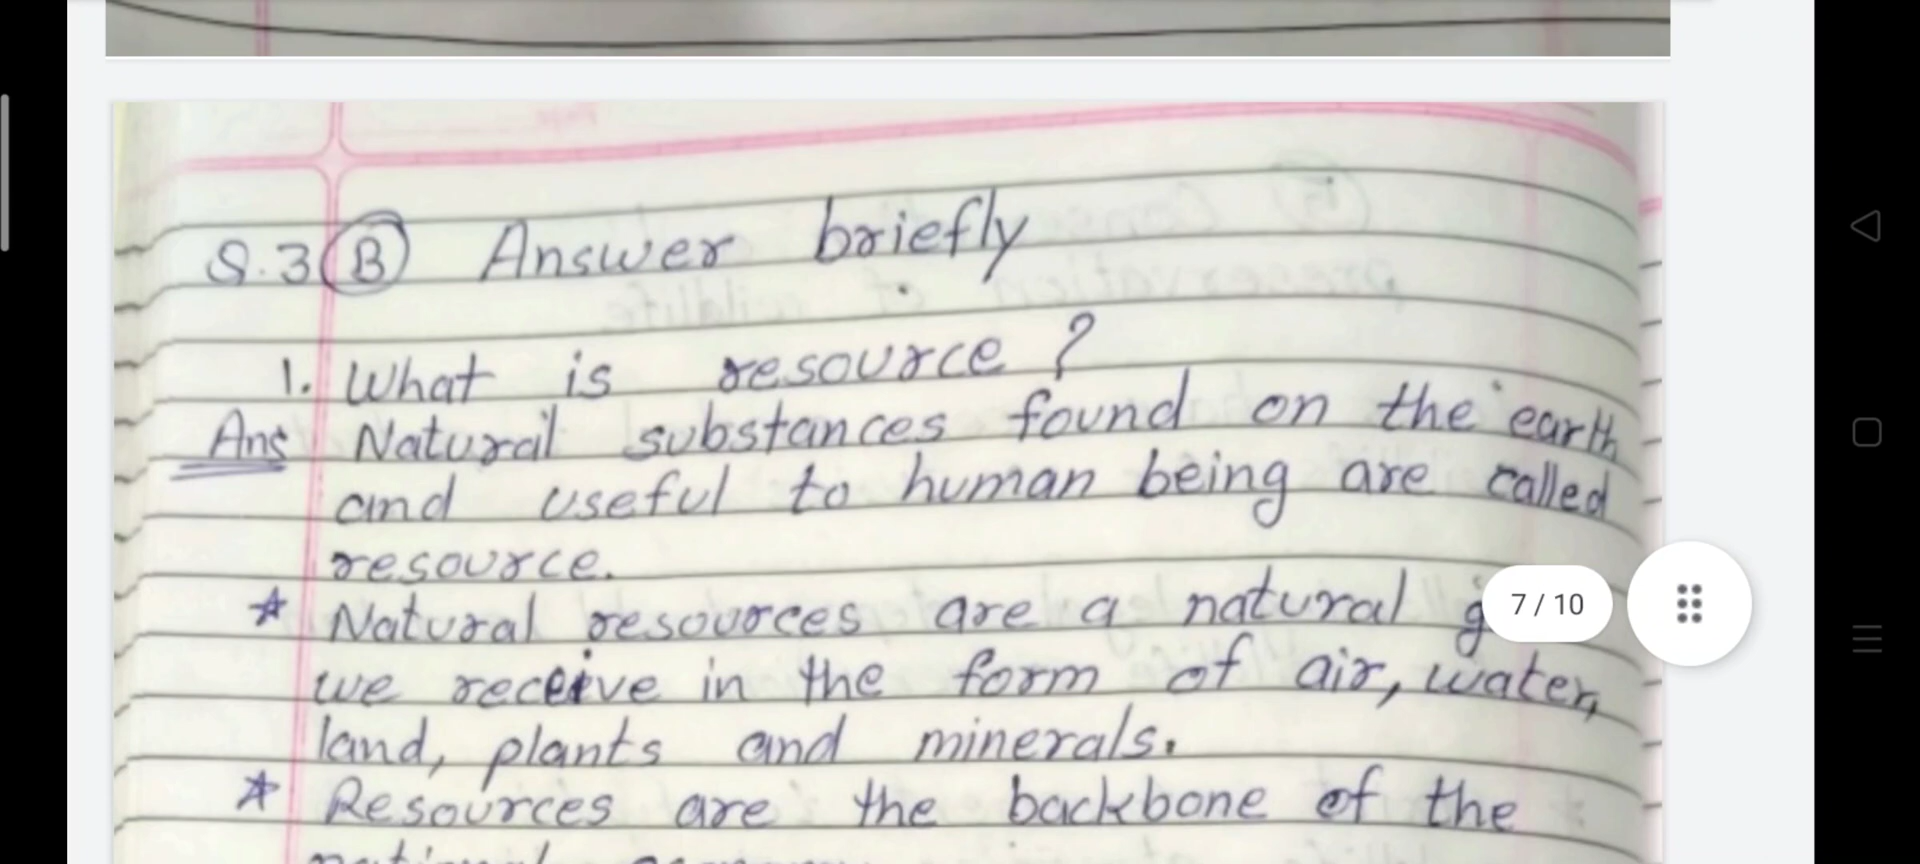 Q.3 (B) Answer briefly
1. What is resource ?
Ans Natural substances found on the earth
and useful to human being are called
resource.
☆ Natural resources are a natural
we receive in the form of air, water,
land, plants and minerals.
☆ Resources are the backbone of the
7 / 10